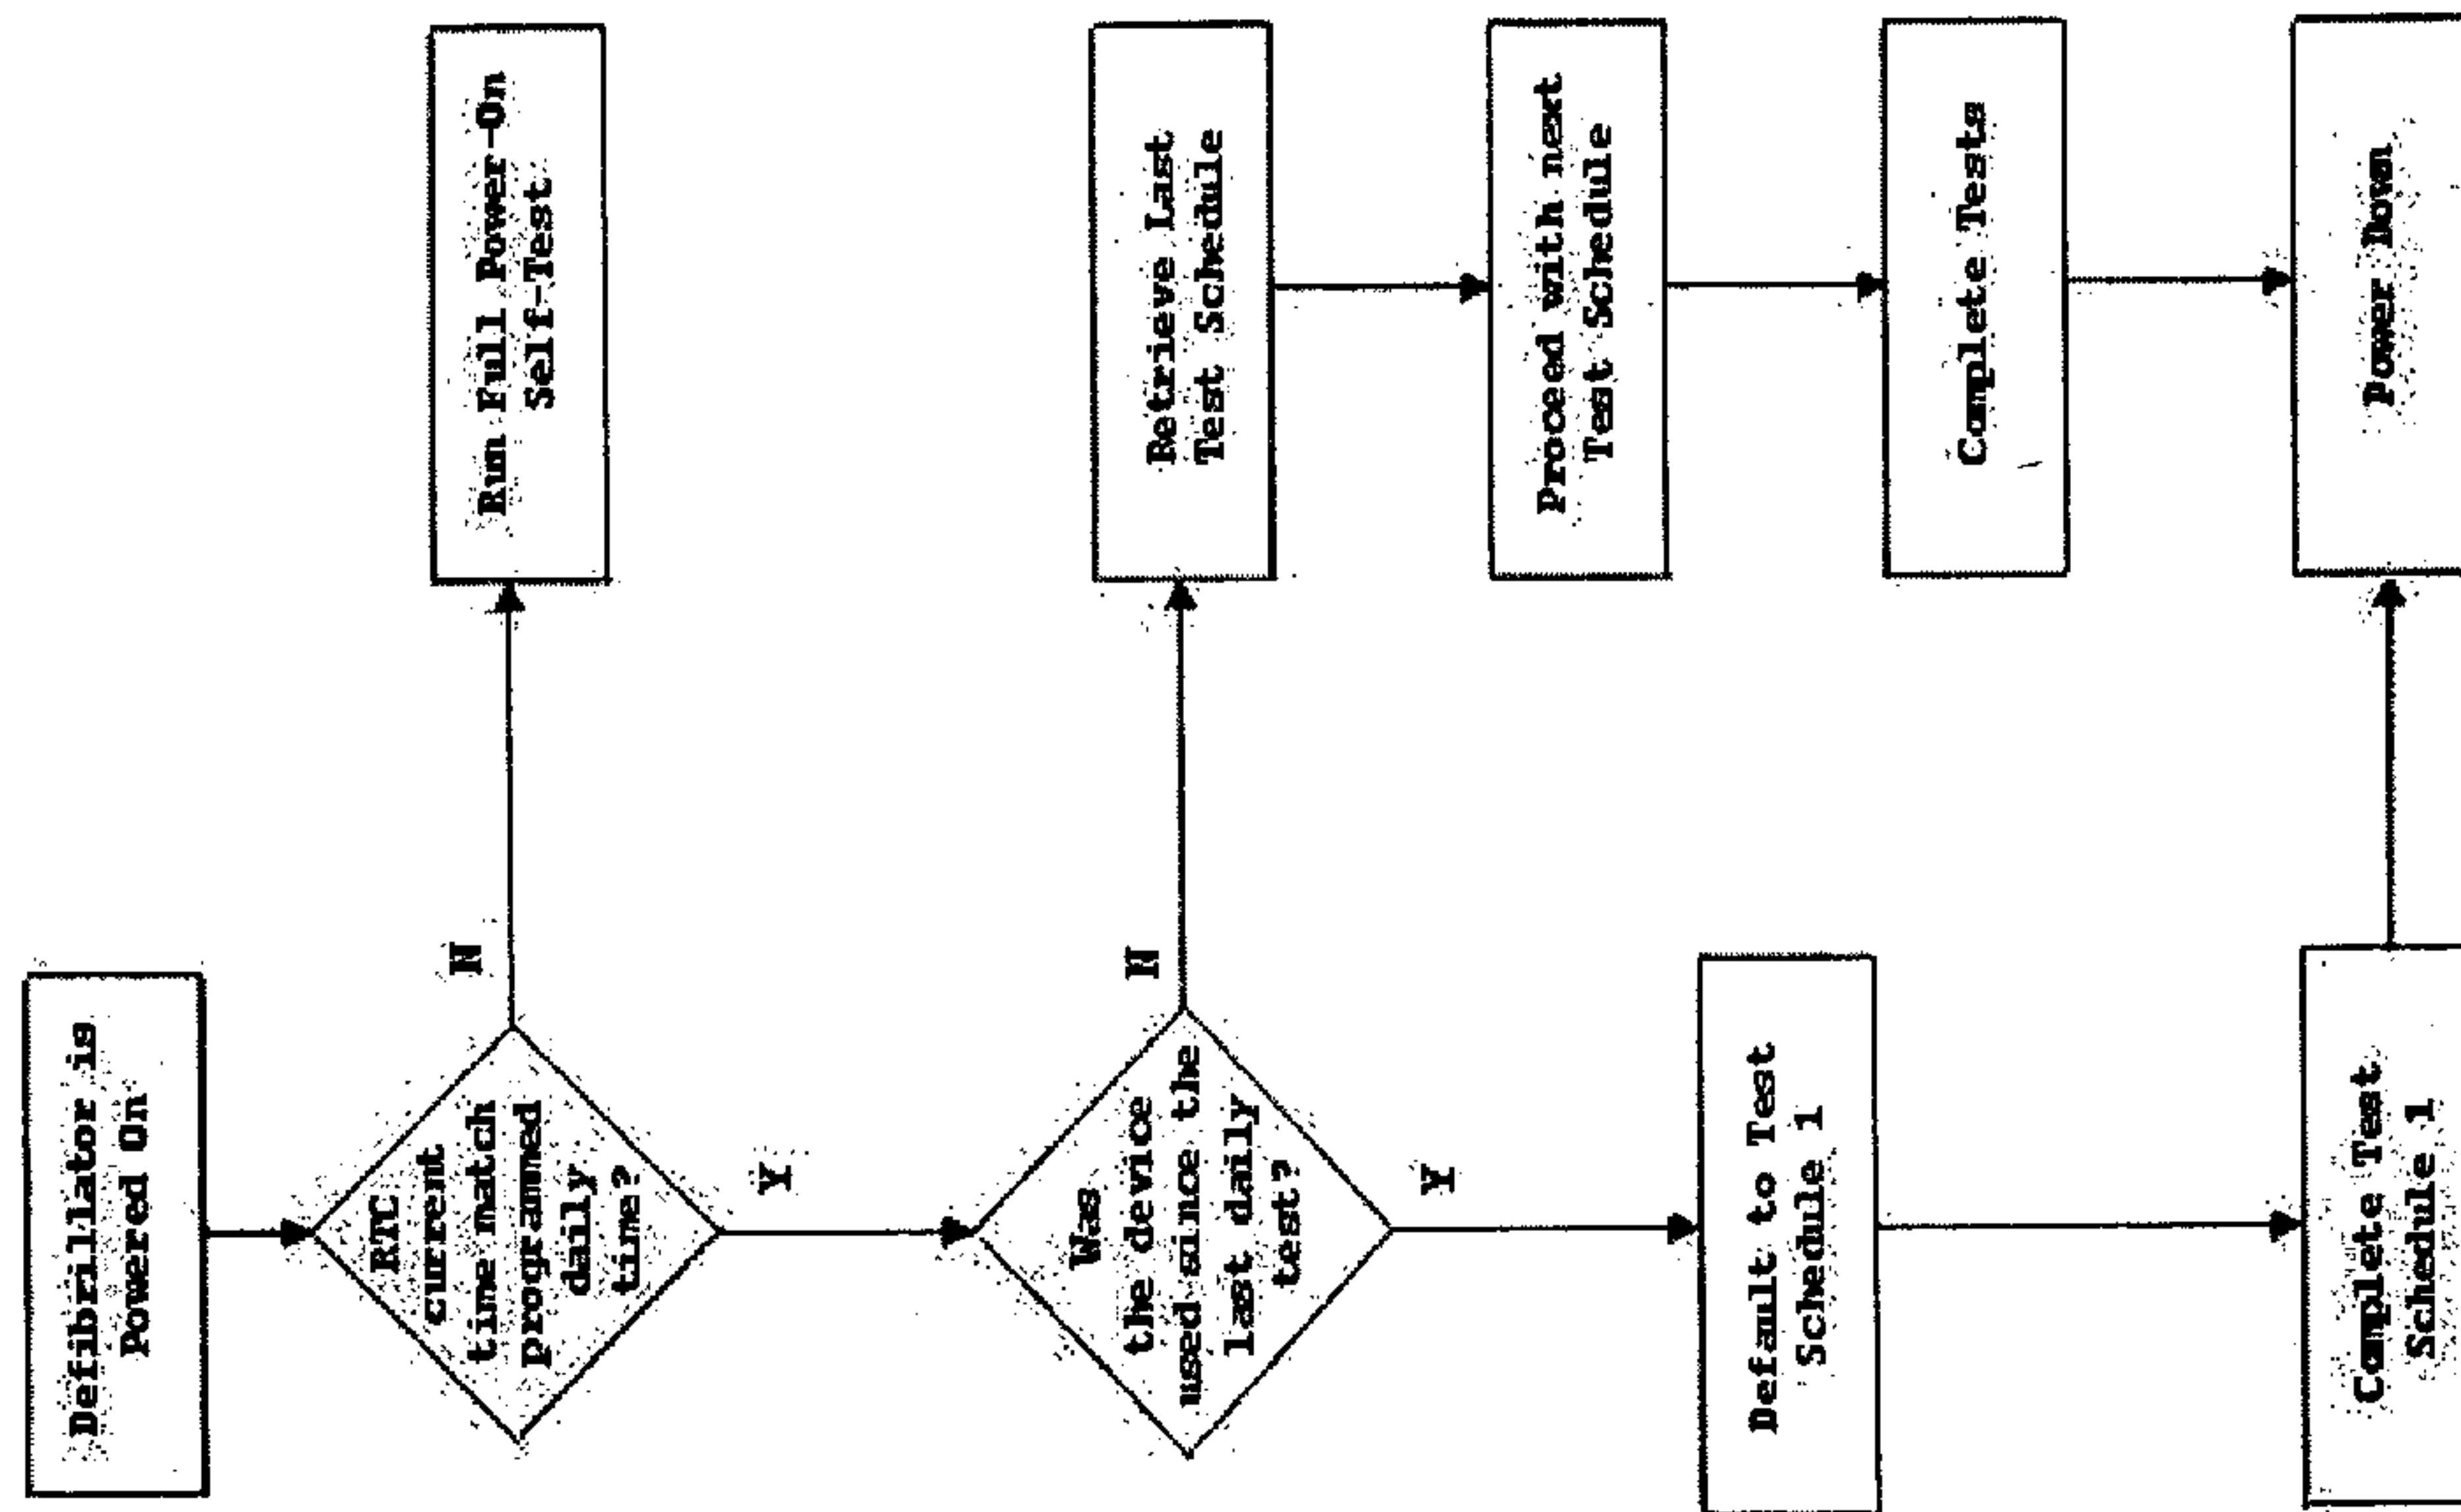 Defibrillator is
Powered On
RTC
current
time match
programmed
daily
time?
N
Run Full Power-On
Self-Test
Y
Was
the device
used since the
last daily
test?
N
Retrieve Last
Test Schedule
Proceed with next
Test Schedule
Complete Tests
Y
Default to Test
Schedule 1
Complete Test
Schedule 1
Power Down